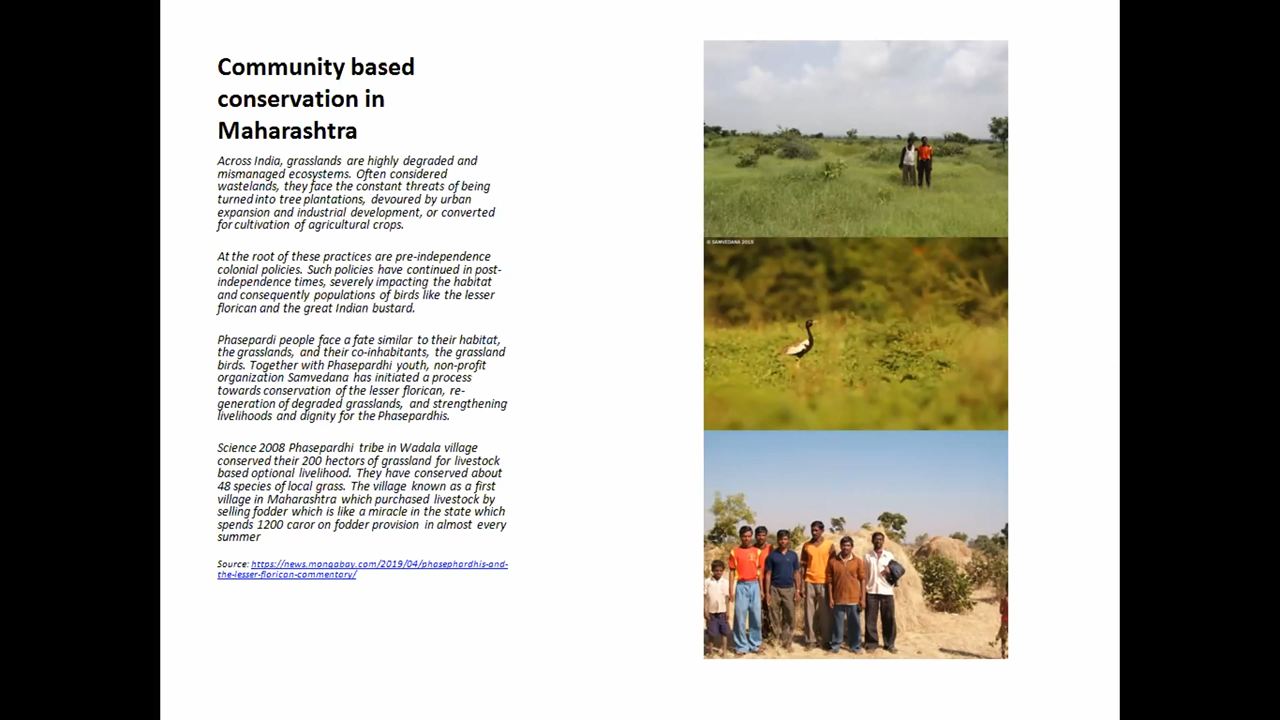 Community based
conservation in
Maharashtra
Across India, grasslands are highly degraded and
mismanaged ecosystems. Often considered
wastelands, they face the constant threats of being
turned into tree plantations, devoured by urban
expansion and industrial development, or converted
for cultivation of agricultural crops.
At the root of these practices are pre-independence
colonial policies. Such policies have continued in post-
independence times, severely impacting the habitat
and consequently populations of birds like the lesser
florican and the great Indian bustard.
Phasepardi people face a fate similar to their habitat,
the grasslands, and their co-inhabitants, the grassland
birds. Together with Phasepardhi youth, non-profit
organization Samvedana has initiated a process
towards conservation of the lesser florican, re-
generation of degraded grasslands, and strengthening
livelihoods and dignity for the Phasepardhis.
Science 2008 Phasepardhi tribe in Wadala village
conserved their 200 hectors of grassland for livestock
based optional livelihood. They have conserved about
48 species of local grass. The village known as a first
village in Maharashtra which purchased livestock by
selling fodder which is like a miracle in the state which
spends 1200 caror on fodder provision in almost every
summer
Source: https://news.mongabay.com/2019/04/phasephardhis-and-
the-lesser-florican-commentary/
© SAMVEDANA 2019